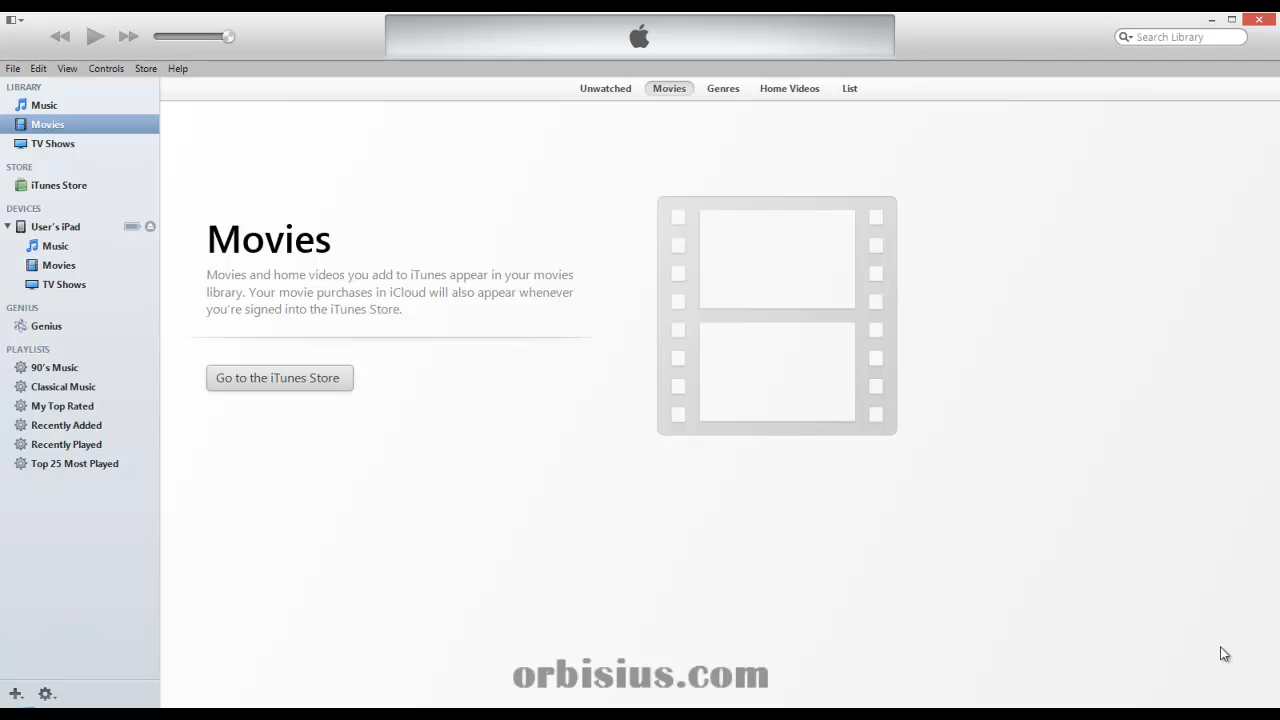 Search Library
File Edit View Controls Store Help
LIBRARY
Music
Movies
TV Shows
STORE
iTunes Store
DEVICES
User's iPad
Music
Movies
TV Shows
GENIUS
Genius
PLAYLISTS
90's Music
Classical Music
My Top Rated
Recently Added
Recently Played
Top 25 Most Played
Unwatched Movies Genres Home Videos List
Movies
Movies and home videos you add to iTunes appear in your movies
library. Your movie purchases in iCloud will also appear whenever
you're signed into the iTunes Store.
Go to the iTunes Store
orbisius.com